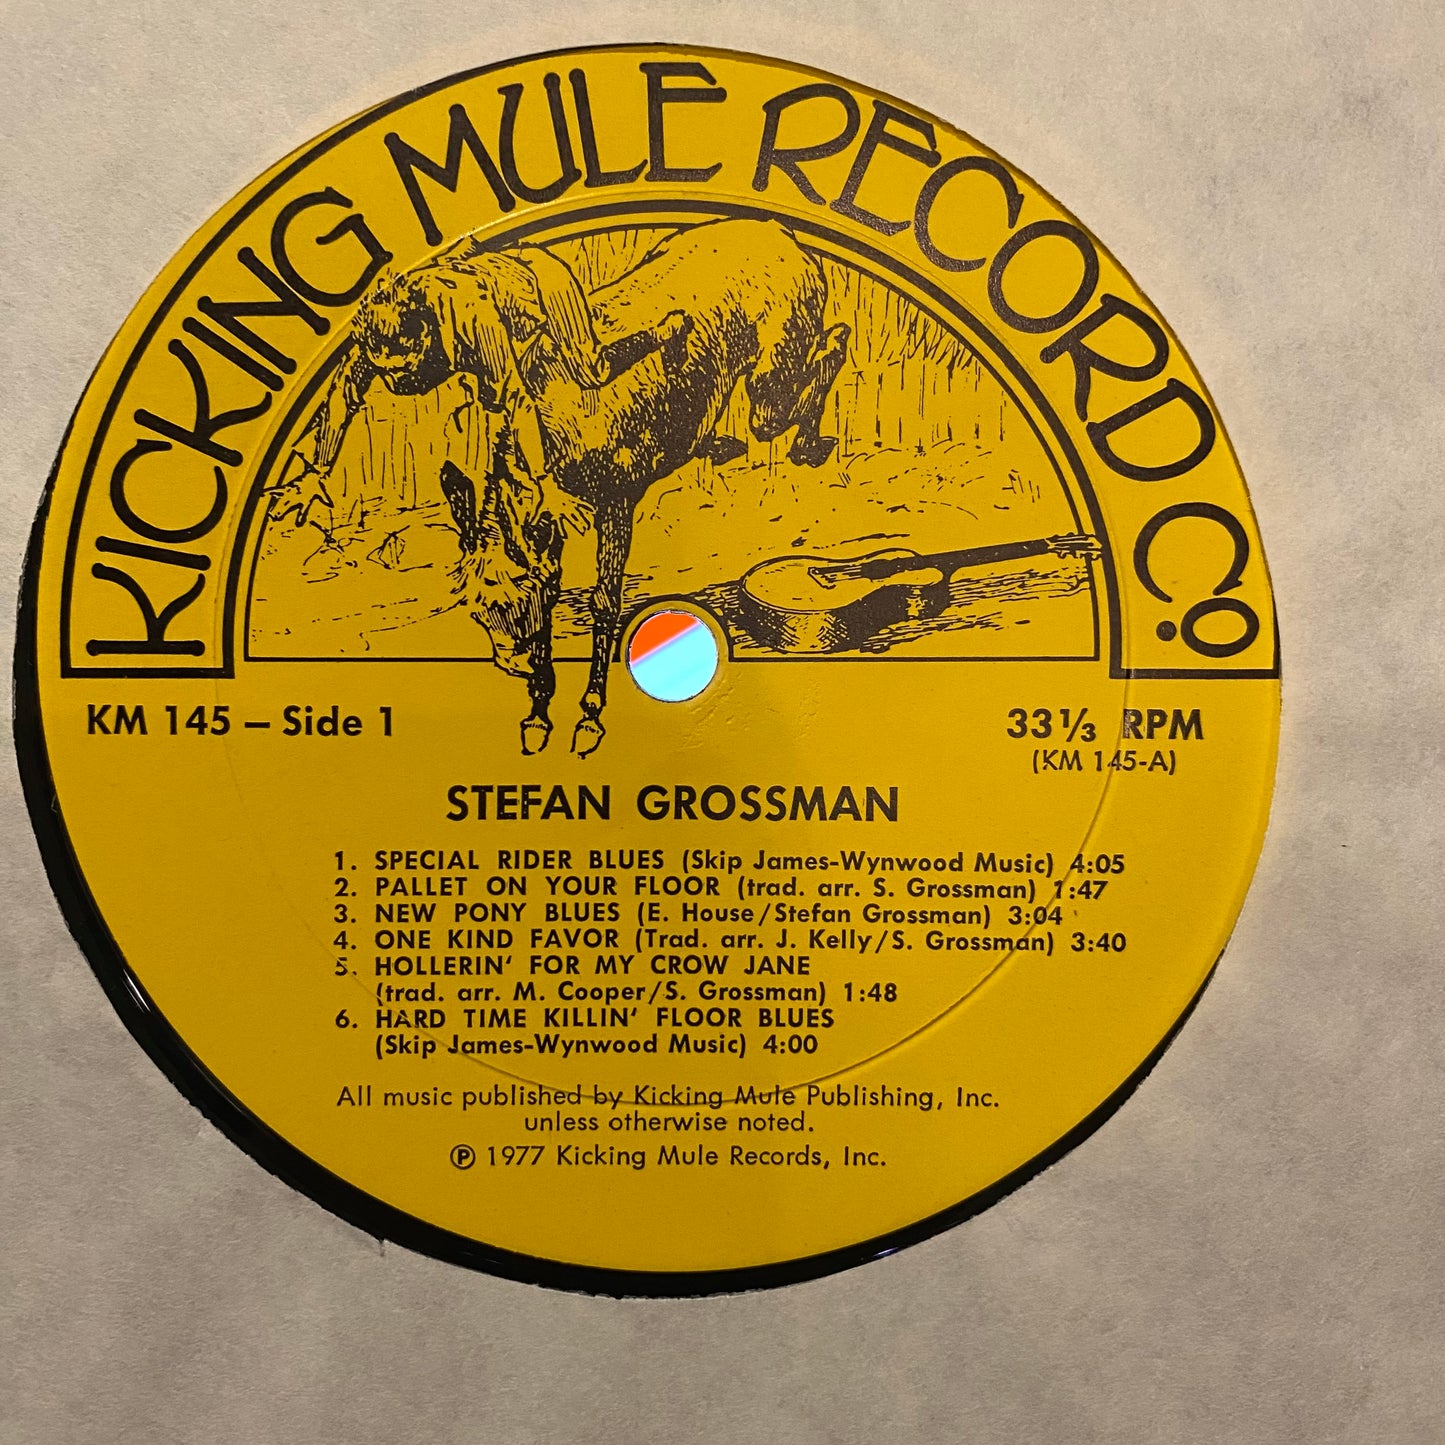 KICKING MULE RECORD CO.
KM 145 – Side 1
33 1/3 RPM
(KM 145-A)
STEFAN GROSSMAN
1. SPECIAL RIDER BLUES (Skip James-Wynwood Music) 4:05
2. PALLET ON YOUR FLOOR (trad. arr. S. Grossman) 1:47
3. NEW PONY BLUES (E. House/Stefan Grossman) 3:04
4. ONE KIND FAVOR (Trad. arr. J. Kelly/S. Grossman) 3:40
5. HOLLERIN' FOR MY CROW JANE
(trad. arr. M. Cooper/S. Grossman) 1:48
6. HARD TIME KILLIN' FLOOR BLUES
(Skip James-Wynwood Music) 4:00
All music published by Kicking Mule Publishing, Inc.
unless otherwise noted.
℗ 1977 Kicking Mule Records, Inc.